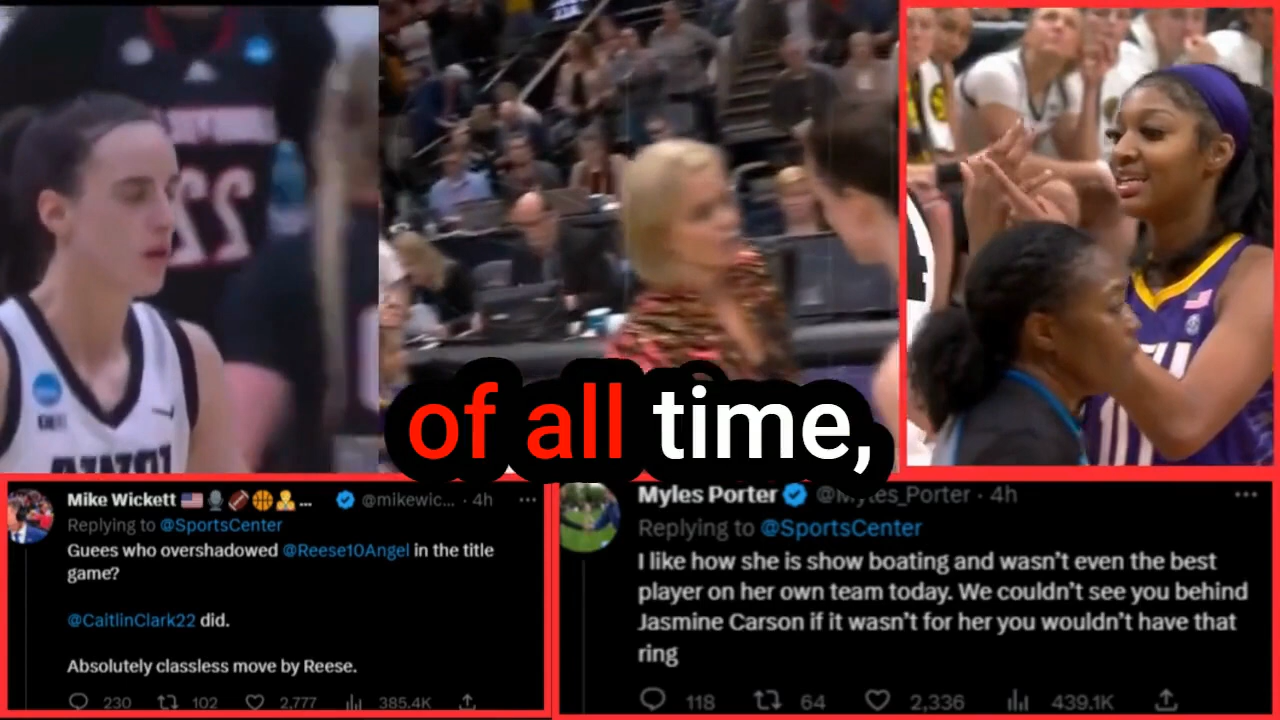 22
of all time,
Mike Wickett @mikewic... · 4h
Replying to @SportsCenter
Guees who overshadowed @Reese10Angel in the title
game?
@CaitlinClark22 did.
Absolutely classless move by Reese.
230 102 2,777 385.4K
Myles Porter @Myles_Porter · 4h
Replying to @SportsCenter
I like how she is show boating and wasn't even the best
player on her own team today. We couldn't see you behind
Jasmine Carson if it wasn't for her you wouldn't have that
ring
118 64 2,336 439.1K